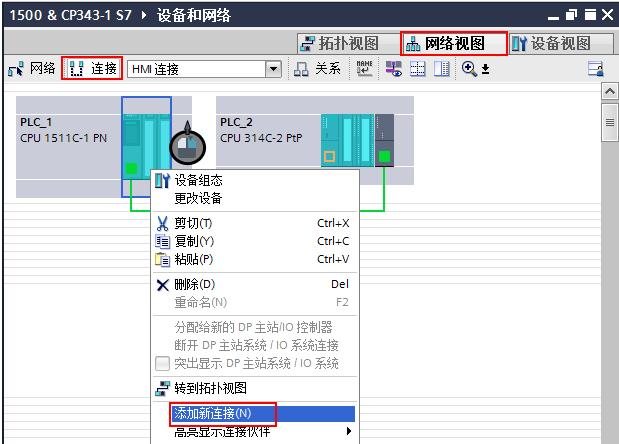 1500 & CP343-1 S7 ▸ 设备和网络
拓扑视图 网络视图 设备视图
网络 连接 HMI 连接 关系
PLC_1
CPU 1511C-1 PN
PLC_2
CPU 314C-2 PtP
设备组态
更改设备
剪切(T) Ctrl+X
复制(Y) Ctrl+C
粘贴(P) Ctrl+V
删除(D) Del
重命名(N) F2
分配给新的 DP 主站/IO 控制器
断开 DP 主站系统 / IO 系统连接
突出显示 DP 主站系统 / IO 系统
转到拓扑视图
添加新连接(N)
高亮显示连接伙伴